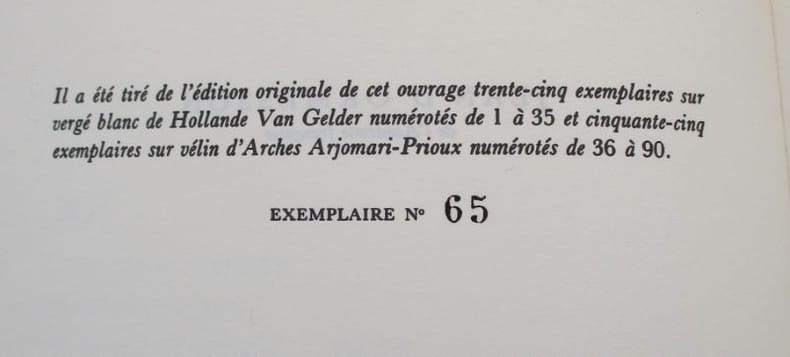 Il a été tiré de l'édition originale de cet ouvrage trente-cinq exemplaires sur
vergé blanc de Hollande Van Gelder numérotés de 1 à 35 et cinquante-cinq
exemplaires sur vélin d'Arches Arjomari-Prioux numérotés de 36 à 90.
EXEMPLAIRE Nº 65